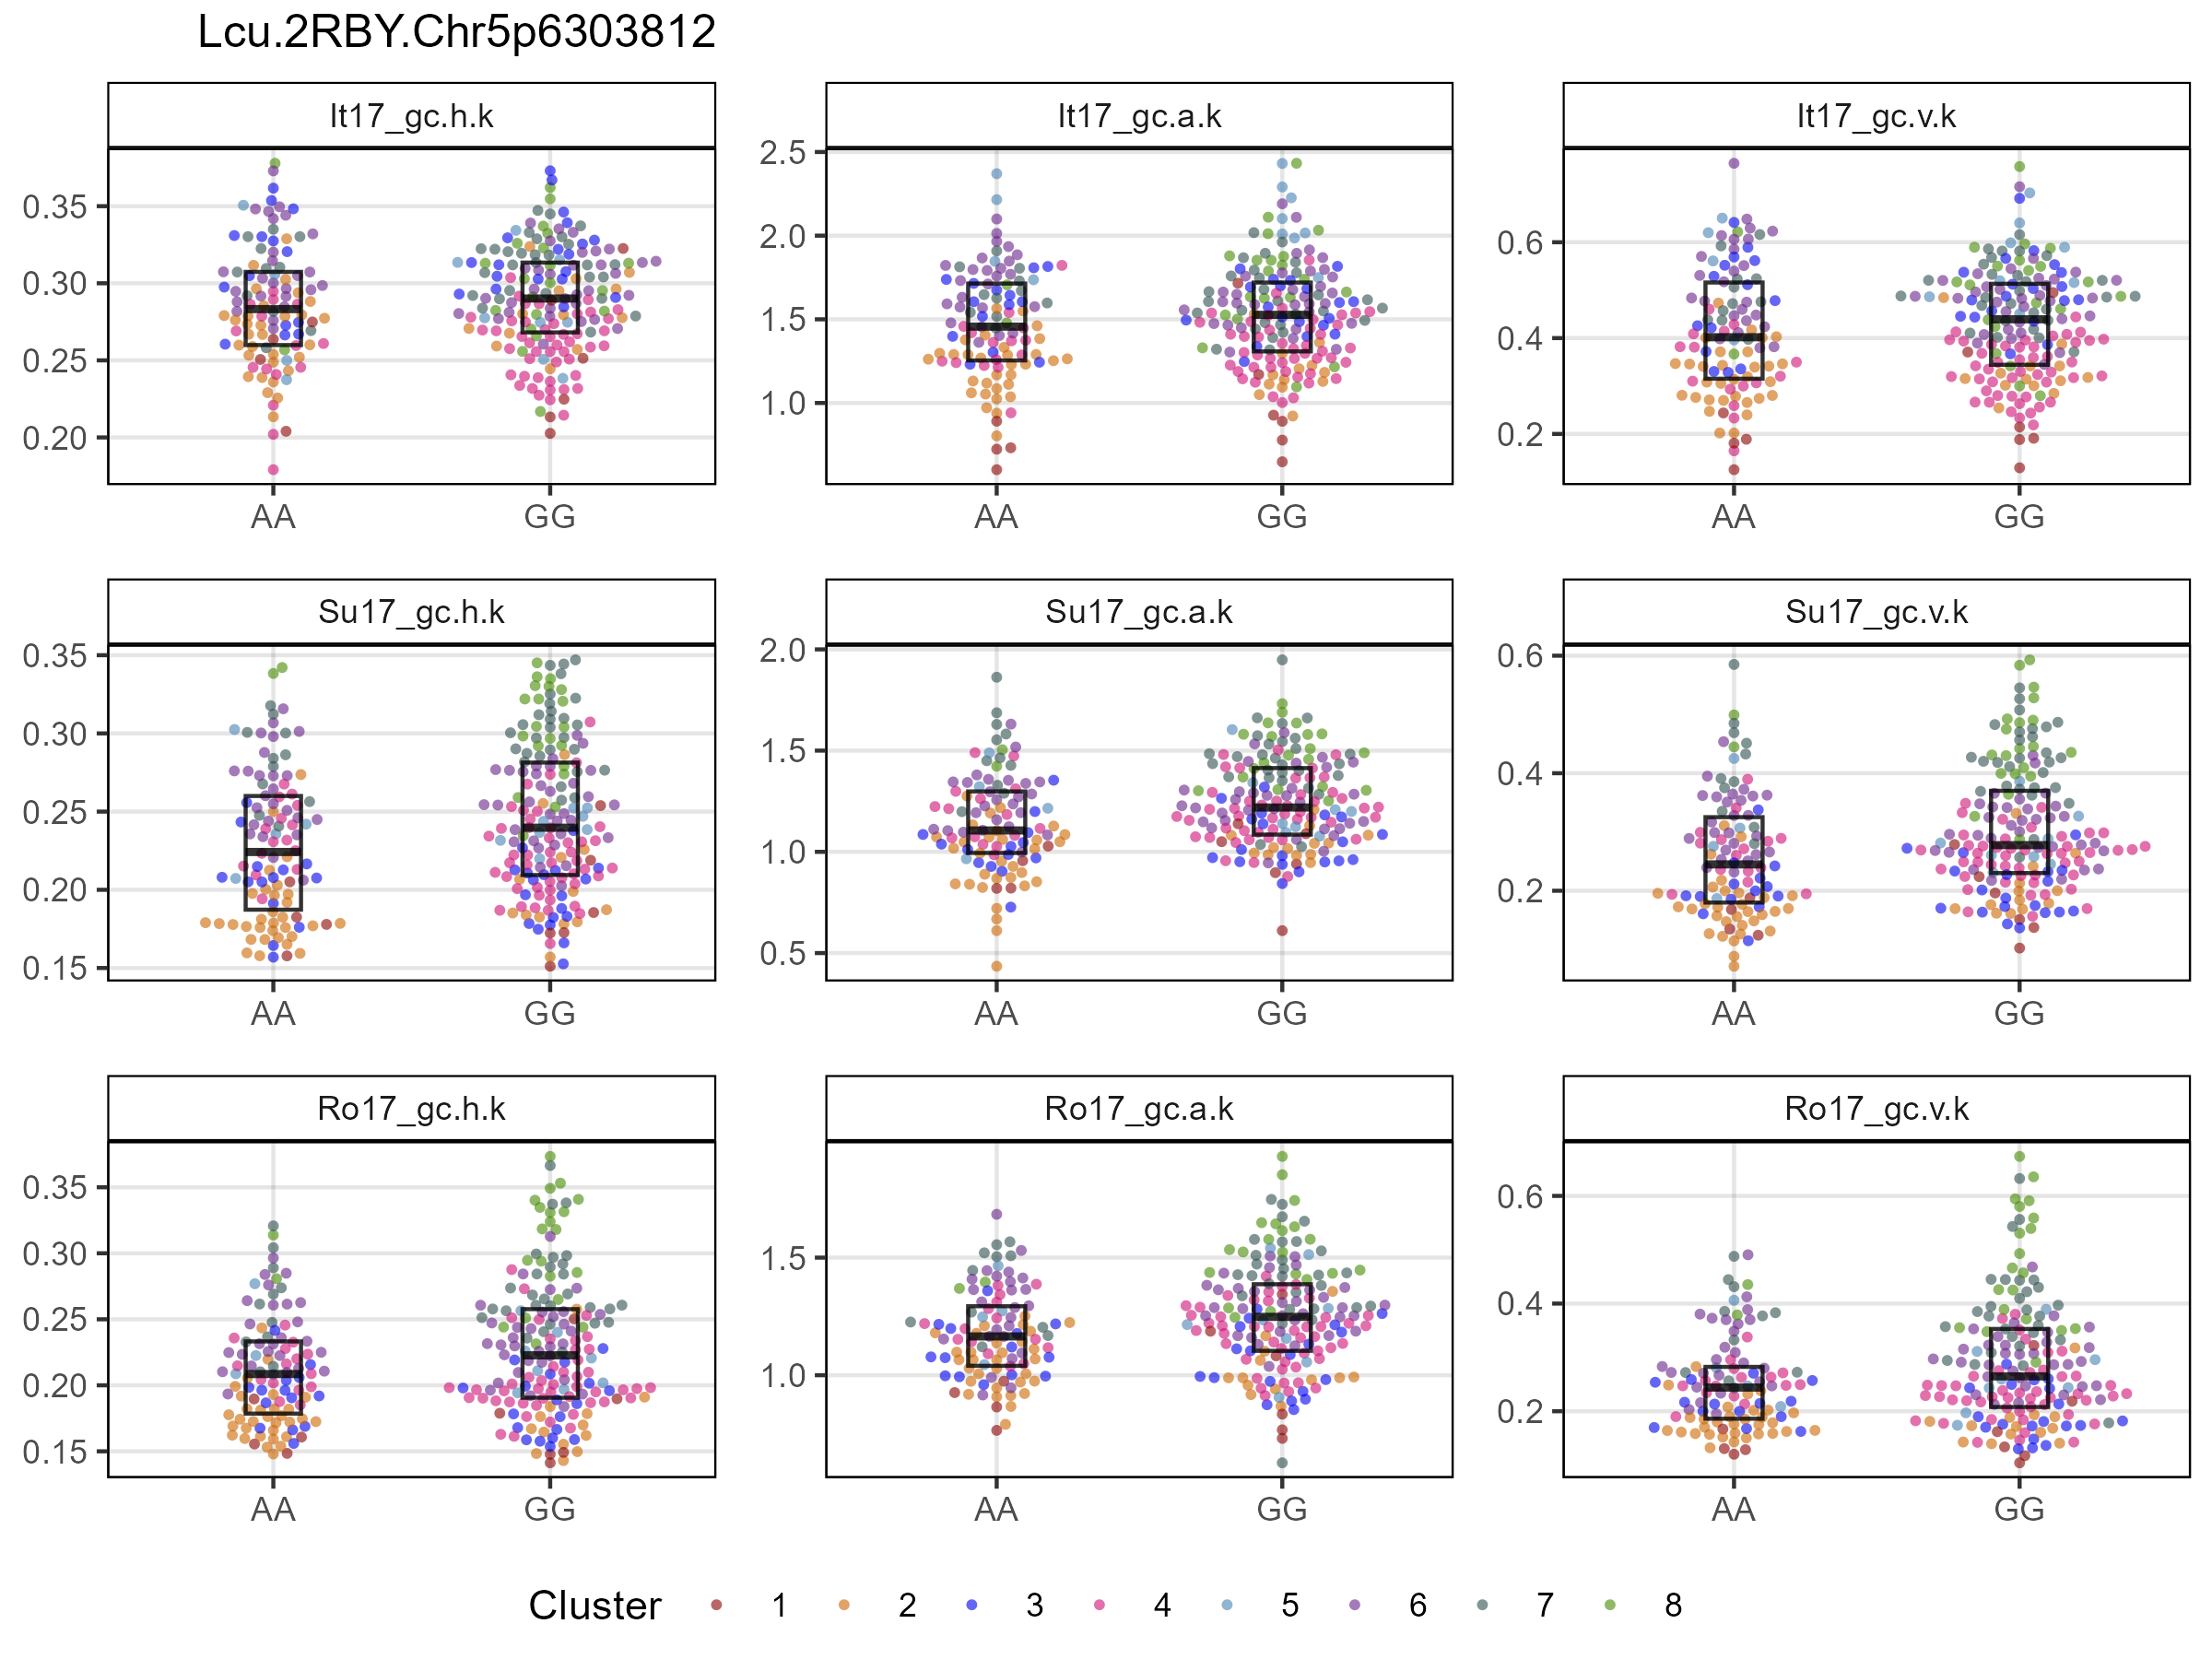 Lcu.2RBY.Chr5p6303812
It17_gc.h.k
It17_gc.a.k
It17_gc.v.k
0.35
0.30
0.25
0.20
AA GG
2.5
2.0
1.5
1.0
AA GG
0.6
0.4
0.2
AA GG
Su17_gc.h.k
Su17_gc.a.k
Su17_gc.v.k
0.35
0.30
0.25
0.20
0.15
AA GG
2.0
1.5
1.0
0.5
AA GG
0.6
0.4
0.2
AA GG
Ro17_gc.h.k
Ro17_gc.a.k
Ro17_gc.v.k
0.35
0.30
0.25
0.20
0.15
AA GG
1.5
1.0
AA GG
0.6
0.4
0.2
AA GG
Cluster 1 2 3 4 5 6 7 8